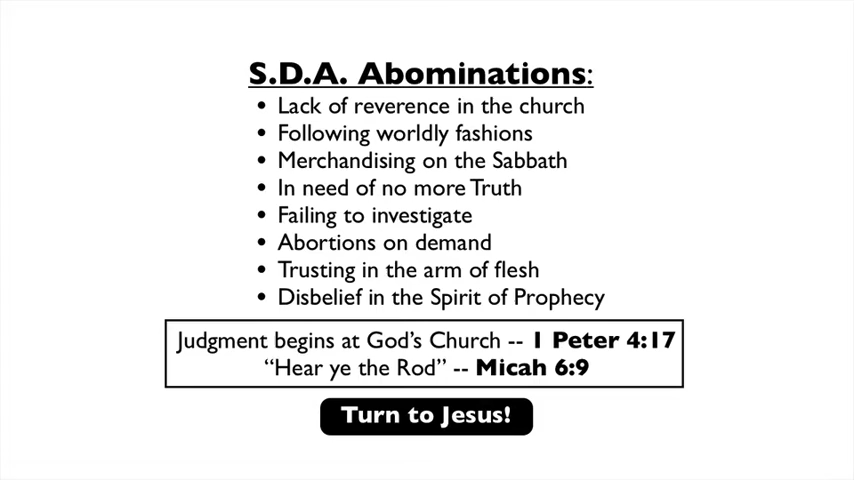 S.D.A. Abominations:
• Lack of reverence in the church
• Following worldly fashions
• Merchandising on the Sabbath
• In need of no more Truth
• Failing to investigate
• Abortions on demand
• Trusting in the arm of flesh
• Disbelief in the Spirit of Prophecy
Judgment begins at God's Church -- 1 Peter 4:17
“Hear ye the Rod” -- Micah 6:9
Turn to Jesus!